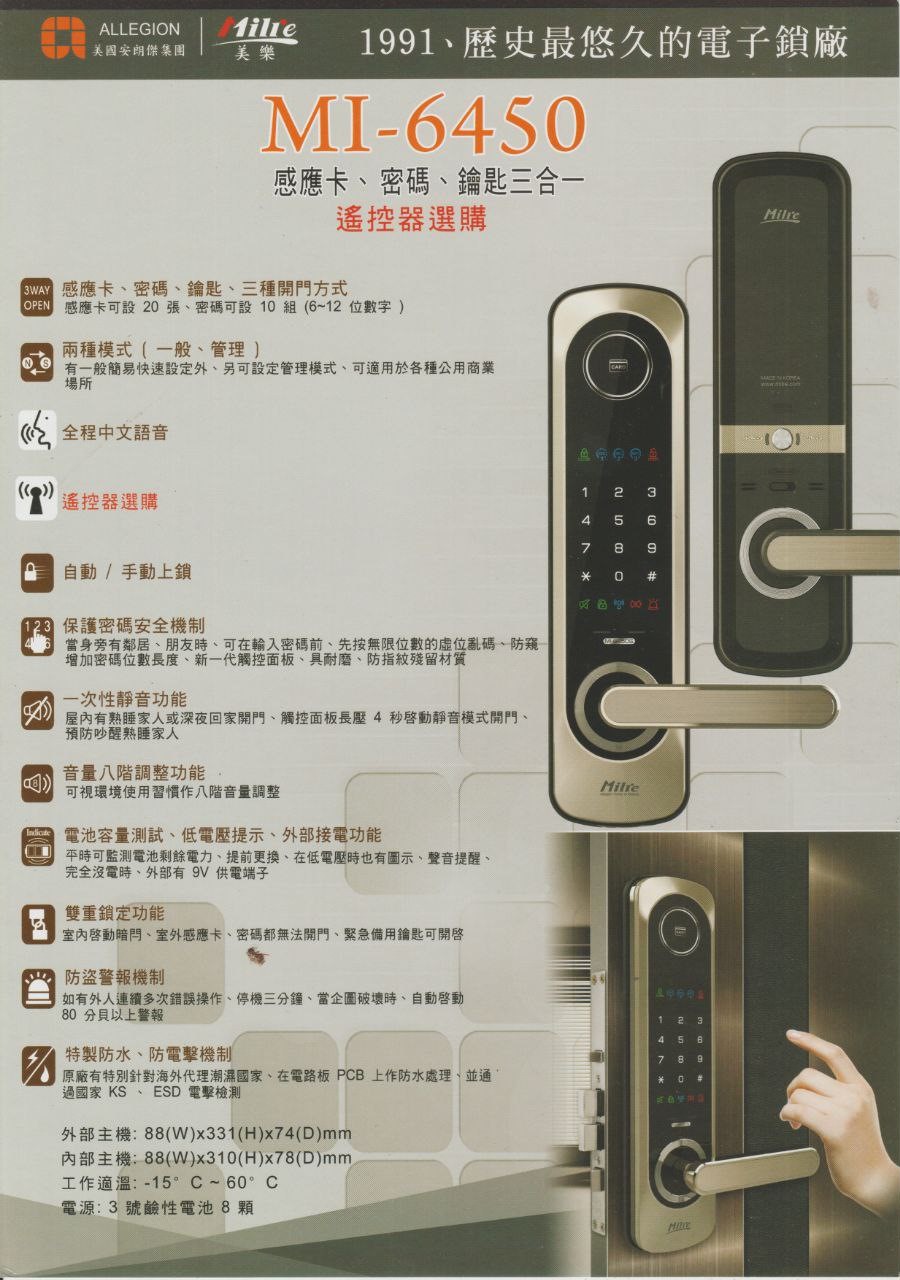 ALLEGION
美國安朗傑集團
Milre
美樂
1991、歷史最悠久的電子鎖廠
MI-6450
感應卡、密碼、鑰匙三合一
遙控器選購
3WAY
OPEN
感應卡、密碼、鑰匙、三種開門方式
感應卡可設 20 張、密碼可設 10 組 (6~12 位數字 )
N S
兩種模式 ( 一般、管理 )
有一般簡易快速設定外、另可設定管理模式、可適用於各種公用商業
場所
全程中文語音
遙控器選購
自動 / 手動上鎖
1 2 3
保護密碼安全機制
當身旁有鄰居、朋友時、可在輸入密碼前、先按無限位數的虛位亂碼、防窺
增加密碼位數長度、新一代觸控面板、具耐磨、防指紋殘留材質
一次性靜音功能
屋內有熟睡家人或深夜回家開門、觸控面板長壓 4 秒啓動靜音模式開門、
預防吵醒熟睡家人
8
音量八階調整功能
可視環境使用習慣作八階音量調整
Indicate
電池容量測試、低電壓提示、外部接電功能
平時可監測電池剩餘電力、提前更換、在低電壓時也有圖示、聲音提醒、
完全沒電時、外部有 9V 供電端子
雙重鎖定功能
室內啓動暗閂、室外感應卡、密碼都無法開門、緊急備用鑰匙可開啓
防盜警報機制
如有外人連續多次錯誤操作、停機三分鐘、當企圖破壞時、自動啓動
80 分貝以上警報
特製防水、防電擊機制
原廠有特別針對海外代理潮濕國家、在電路板 PCB 上作防水處理、並通
過國家 KS 、 ESD 電擊檢測
外部主機: 88(W)x331(H)x74(D)mm
內部主機: 88(W)x310(H)x78(D)mm
工作適溫: -15° C ~ 60° C
電源: 3 號鹼性電池 8 顆
Milre
MADE IN KOREA
www.milre.com
CARD
1 2 3
4 5 6
7 8 9
* 0 #
Milre
1 2 3
4 5 6
7 8 9
* 0 #
Milre